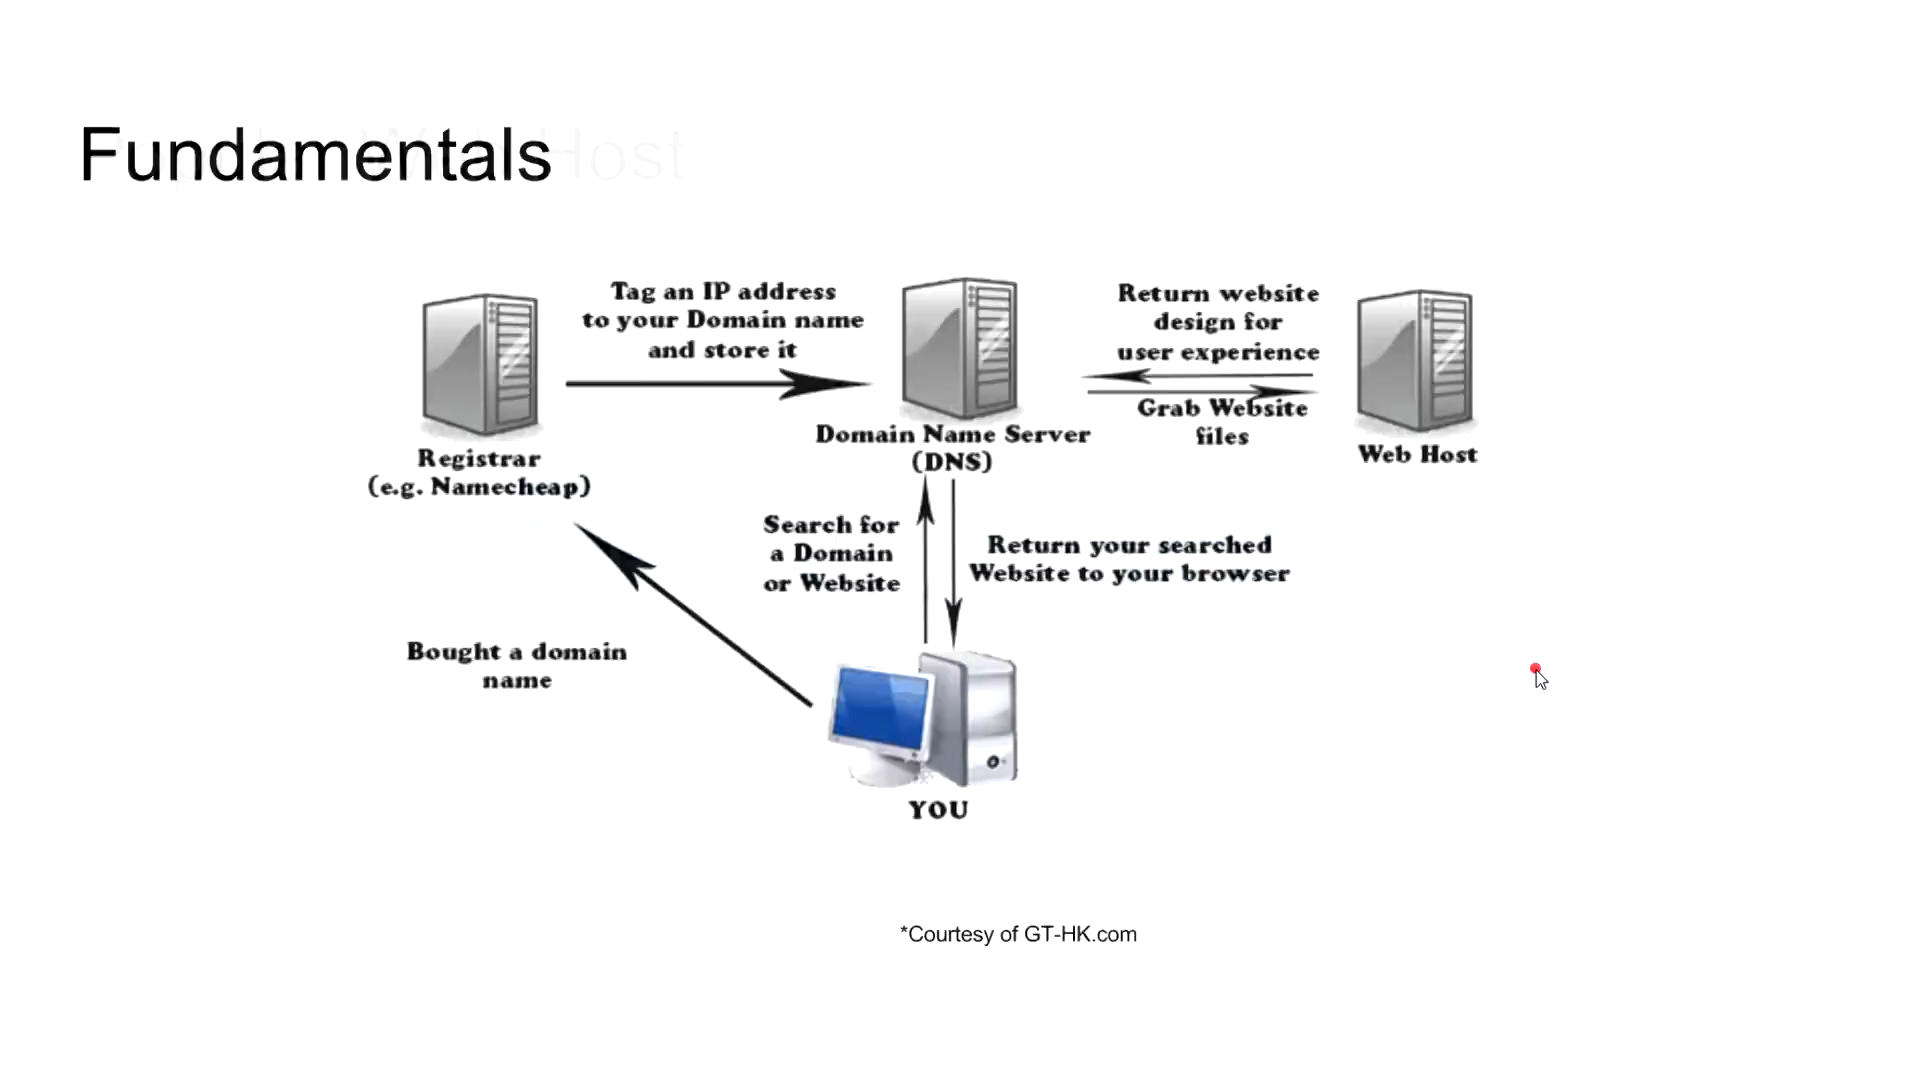 Fundamentals
Host
Tag an IP address
to your Domain name
and store it
Return website
design for
user experience
Grab Website
files
Registrar
(e.g. Namecheap)
Domain Name Server
(DNS)
Web Host
Search for
a Domain
or Website
Return your searched
Website to your browser
Bought a domain
name
YOU
*Courtesy of GT-HK.com